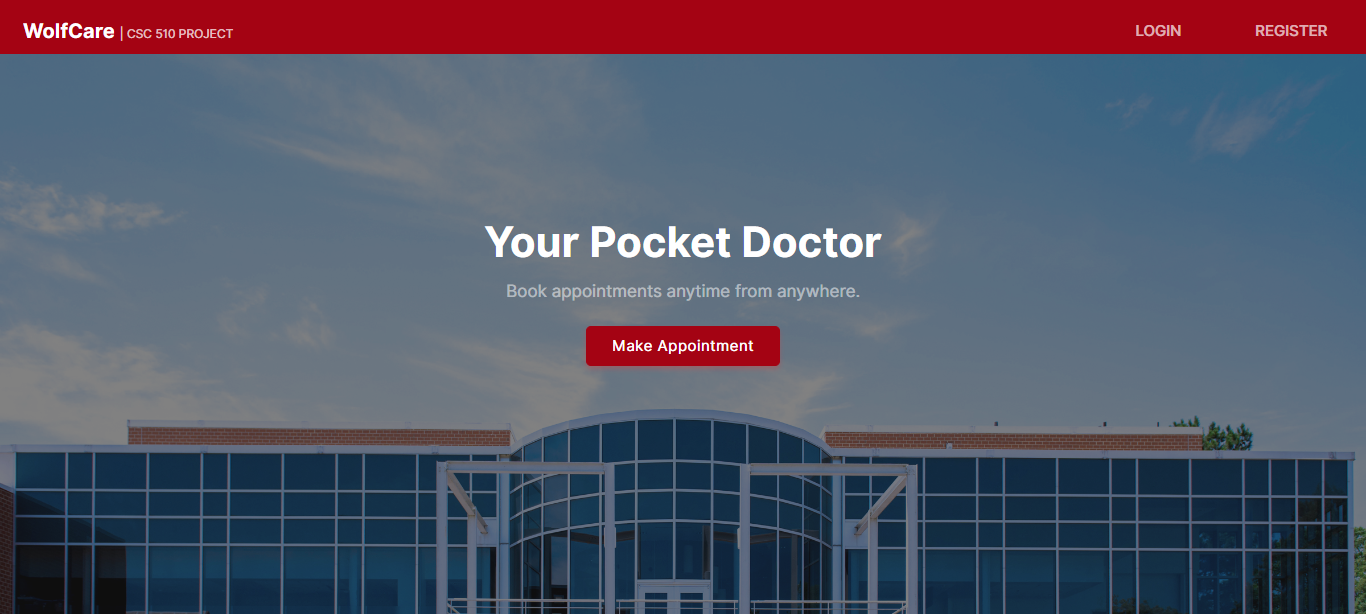 WolfCare | CSC 510 PROJECT
LOGIN
REGISTER
Your Pocket Doctor
Book appointments anytime from anywhere.
Make Appointment